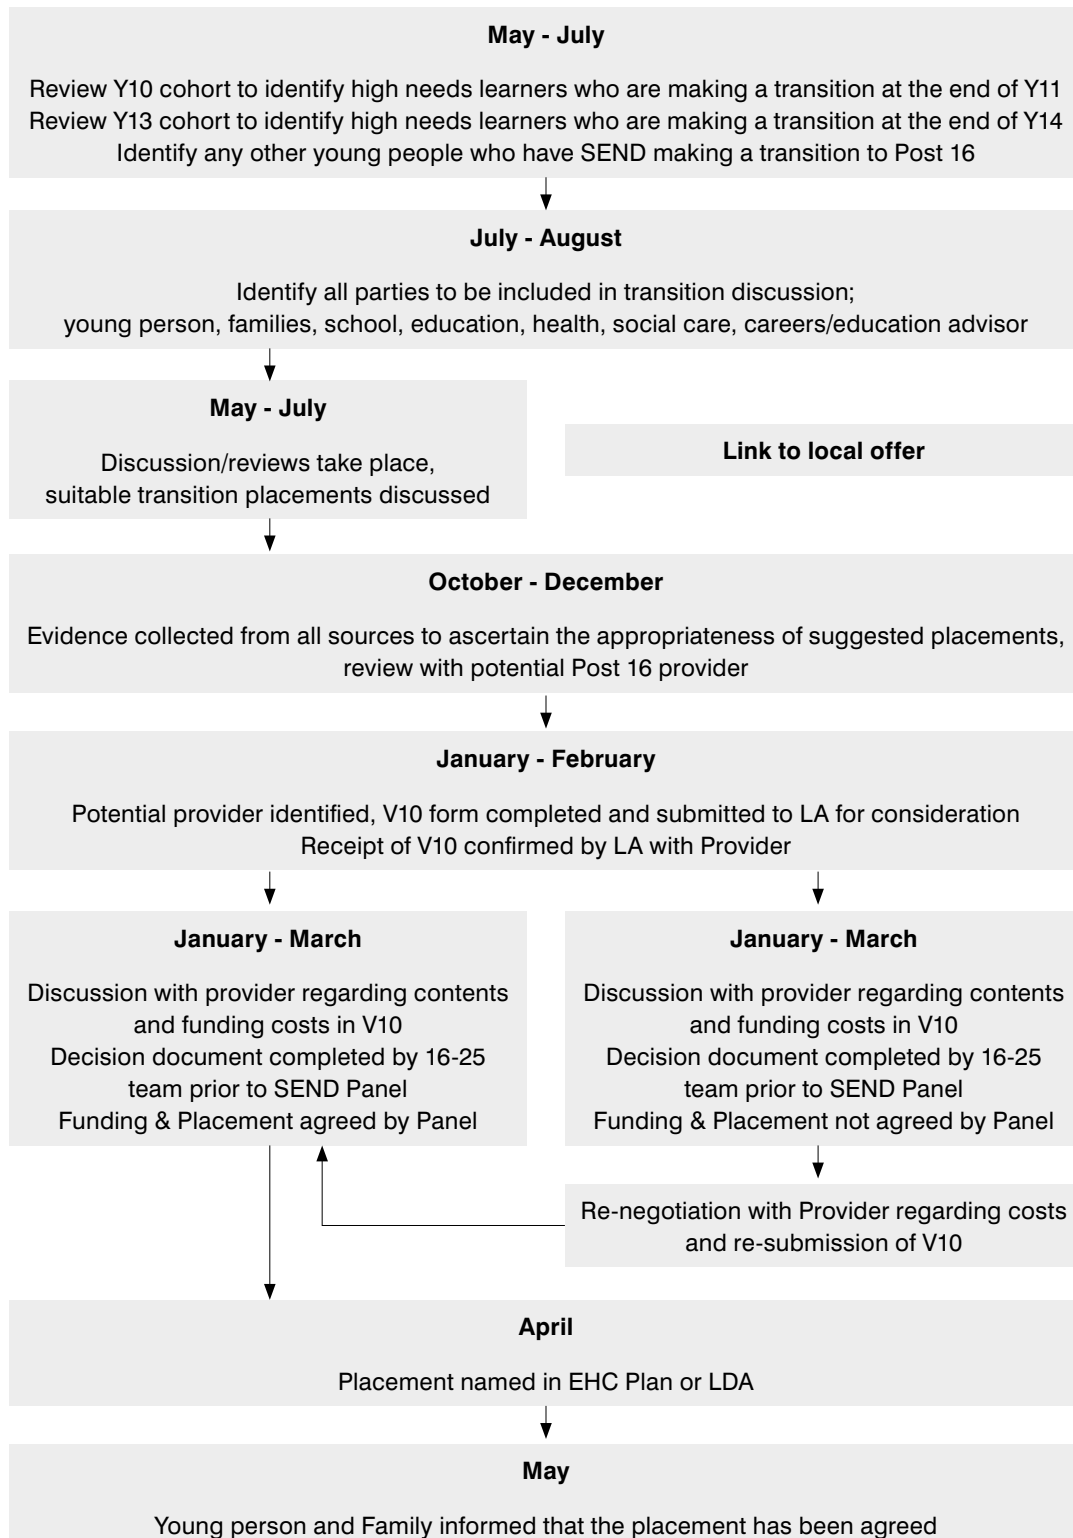 May - July
Review Y10 cohort to identify high needs learners who are making a transition at the end of Y11
Review Y13 cohort to identify high needs learners who are making a transition at the end of Y14
Identify any other young people who have SEND making a transition to Post 16
July - August
Identify all parties to be included in transition discussion;
young person, families, school, education, health, social care, careers/education advisor
May - July
Discussion/reviews take place,
suitable transition placements discussed
Link to local offer
October - December
Evidence collected from all sources to ascertain the appropriateness of suggested placements,
review with potential Post 16 provider
January - February
Potential provider identified, V10 form completed and submitted to LA for consideration
Receipt of V10 confirmed by LA with Provider
January - March
Discussion with provider regarding contents
and funding costs in V10
Decision document completed by 16-25
team prior to SEND Panel
Funding & Placement agreed by Panel
January - March
Discussion with provider regarding contents
and funding costs in V10
Decision document completed by 16-25
team prior to SEND Panel
Funding & Placement not agreed by Panel
Re-negotiation with Provider regarding costs
and re-submission of V10
April
Placement named in EHC Plan or LDA
May
Young person and Family informed that the placement has been agreed